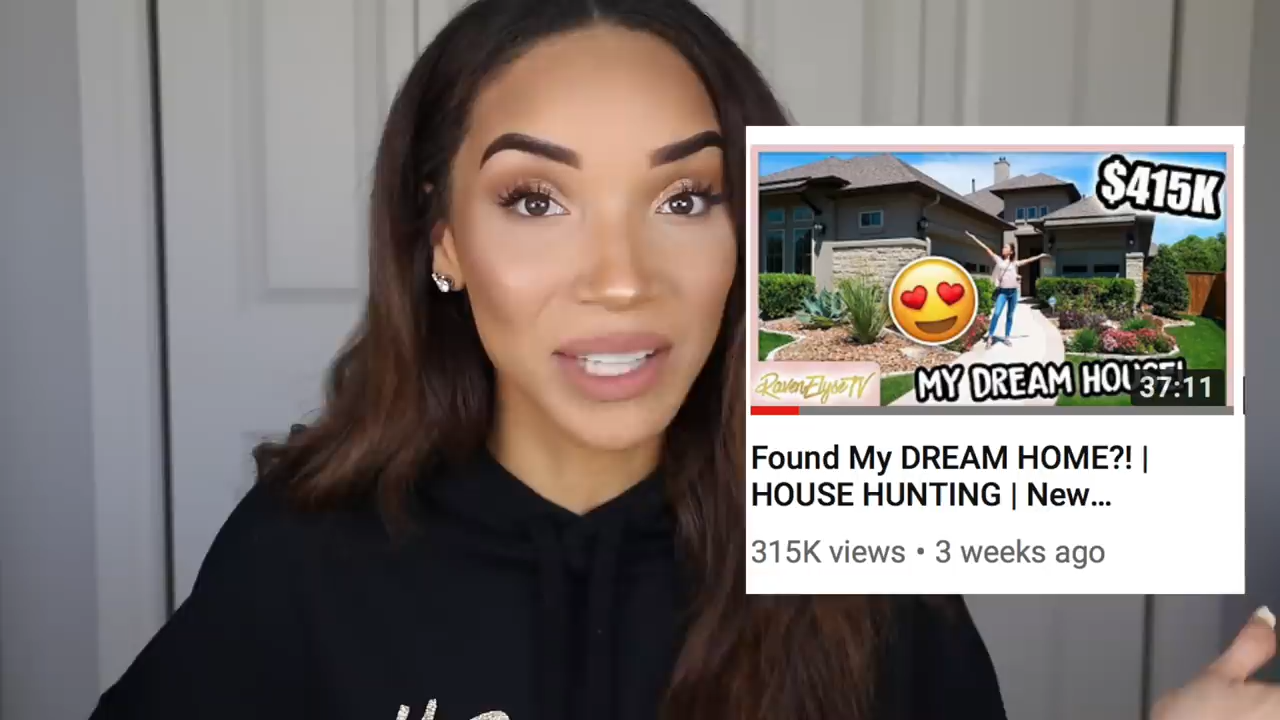 $415K
RavenElyseTV
MY DREAM HOUSE!
37:11
Found My DREAM HOME?! |
HOUSE HUNTING | New…
315K views • 3 weeks ago